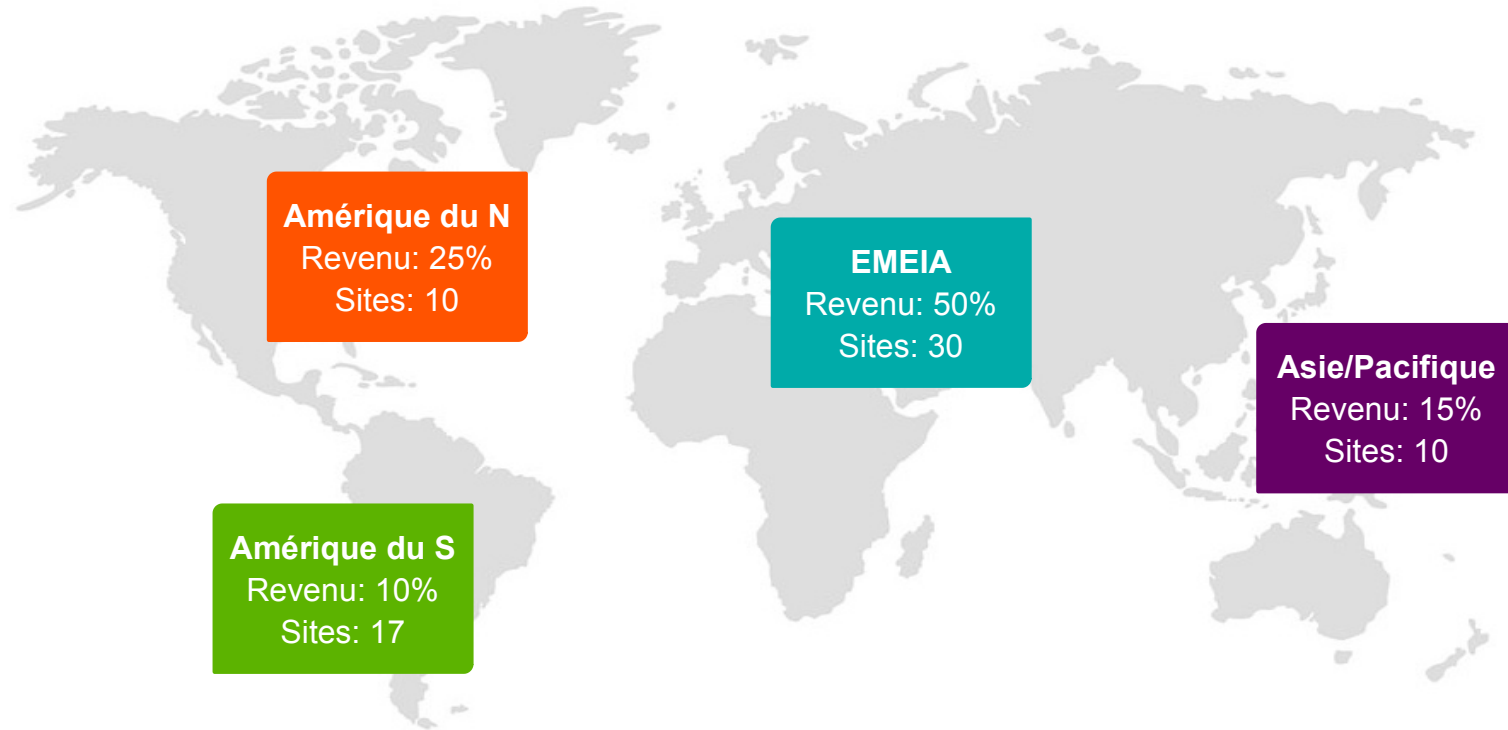 Amérique du N
Revenu: 25%
Sites: 10
EMEIA
Revenu: 50%
Sites: 30
Asie/Pacifique
Revenu: 15%
Sites: 10
Amérique du S
Revenu: 10%
Sites: 17